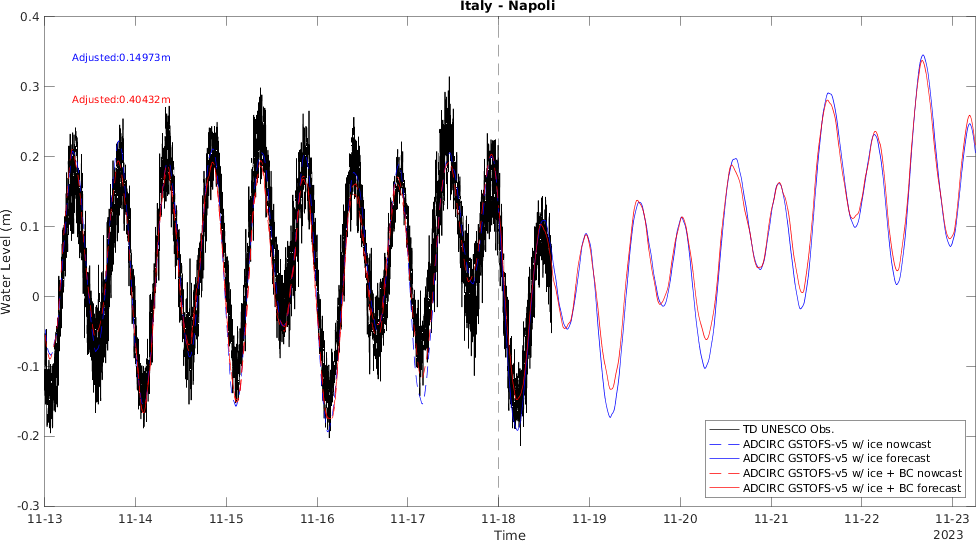 Italy - Napoli
0.4
Adjusted:0.14973m
0.3
Adjusted:0.40432m
0.2
0.1
0
-0.1
-0.2
-0.3
Water Level (m)
TD UNESCO Obs.
ADCIRC GSTOFS-v5 w/ ice nowcast
ADCIRC GSTOFS-v5 w/ ice forecast
ADCIRC GSTOFS-v5 w/ ice + BC nowcast
ADCIRC GSTOFS-v5 w/ ice + BC forecast
11-13 11-14 11-15 11-16 11-17 11-18 11-19 11-20 11-21 11-22 11-23
Time
2023